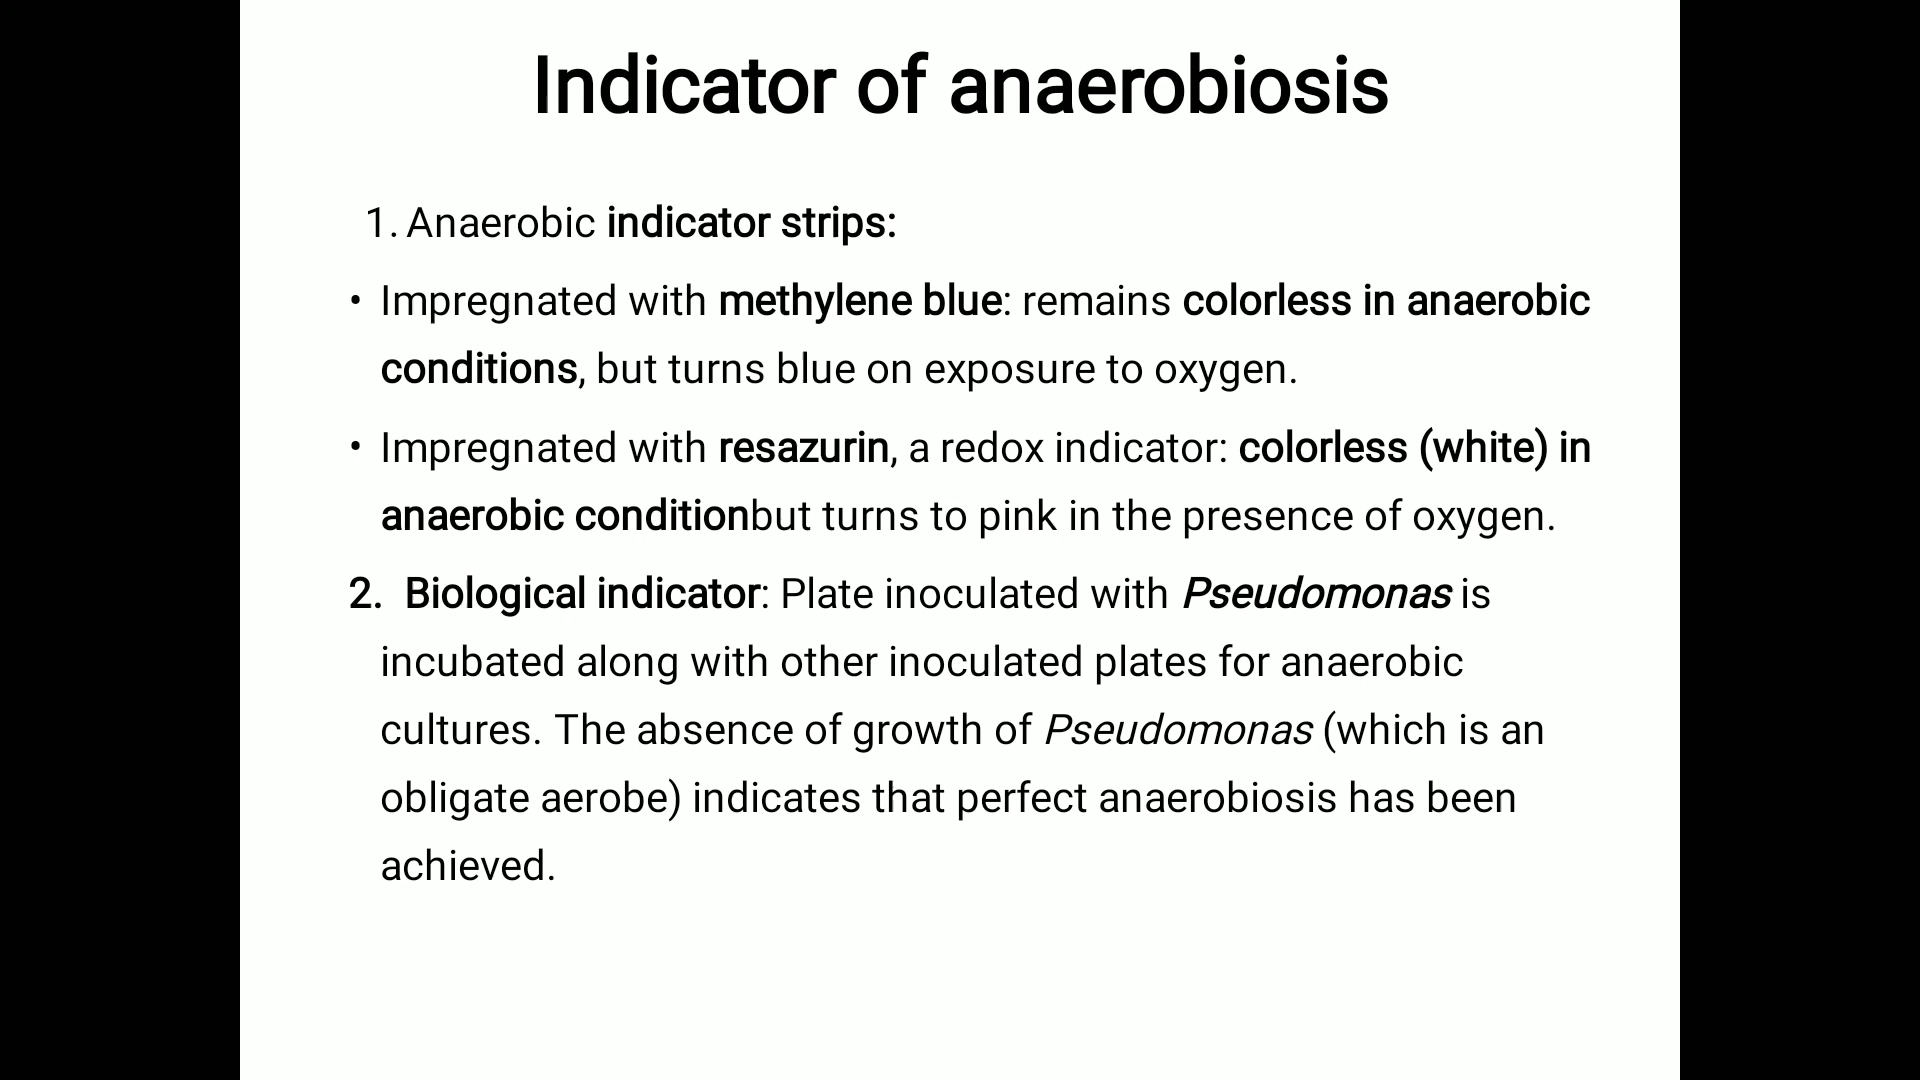 Indicator of anaerobiosis
1. Anaerobic indicator strips:
• Impregnated with methylene blue: remains colorless in anaerobic
conditions, but turns blue on exposure to oxygen.
• Impregnated with resazurin, a redox indicator: colorless (white) in
anaerobic conditionbut turns to pink in the presence of oxygen.
2. Biological indicator: Plate inoculated with Pseudomonas is
incubated along with other inoculated plates for anaerobic
cultures. The absence of growth of Pseudomonas (which is an
obligate aerobe) indicates that perfect anaerobiosis has been
achieved.